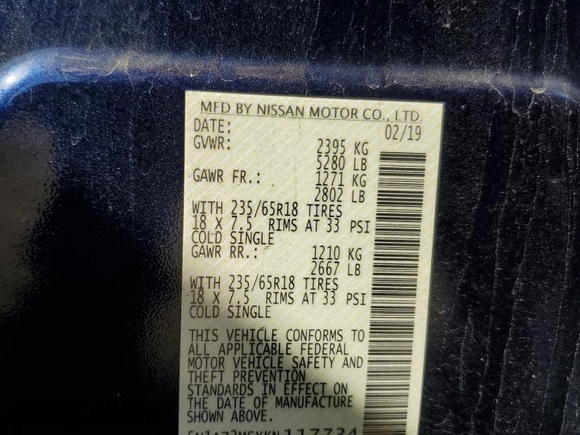 MFD BY NISSAN MOTOR CO., LTD.
DATE: 02/19
GVWR: 2395 KG
5280 LB
GAWR FR.: 1271 KG
2802 LB
WITH 235/65R18 TIRES
18 X 7.5 RIMS AT 33 PSI
COLD SINGLE
GAWR RR.: 1210 KG
2667 LB
WITH 235/65R18 TIRES
18 X 7.5 RIMS AT 33 PSI
COLD SINGLE
THIS VEHICLE CONFORMS TO
ALL APPLICABLE FEDERAL
MOTOR VEHICLE SAFETY AND
THEFT PREVENTION
STANDARDS IN EFFECT ON
THE DATE OF MANUFACTURE